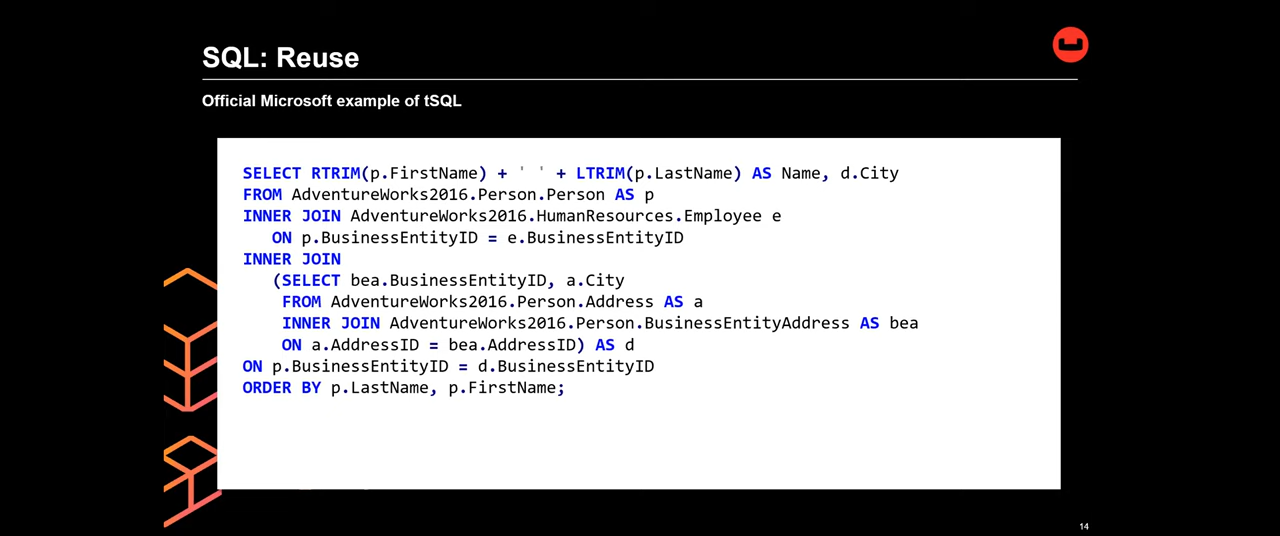 SQL: Reuse
Official Microsoft example of tSQL
SELECT RTRIM(p.FirstName) + ' ' + LTRIM(p.LastName) AS Name, d.City
FROM AdventureWorks2016.Person.Person AS p
INNER JOIN AdventureWorks2016.HumanResources.Employee e
ON p.BusinessEntityID = e.BusinessEntityID
INNER JOIN
(SELECT bea.BusinessEntityID, a.City
FROM AdventureWorks2016.Person.Address AS a
INNER JOIN AdventureWorks2016.Person.BusinessEntityAddress AS bea
ON a.AddressID = bea.AddressID) AS d
ON p.BusinessEntityID = d.BusinessEntityID
ORDER BY p.LastName, p.FirstName;
14